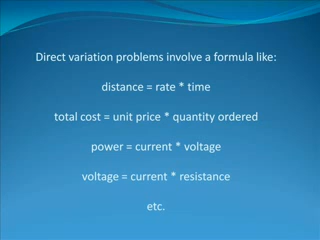 Direct variation problems involve a formula like:
distance = rate * time
total cost = unit price * quantity ordered
power = current * voltage
voltage = current * resistance
etc.